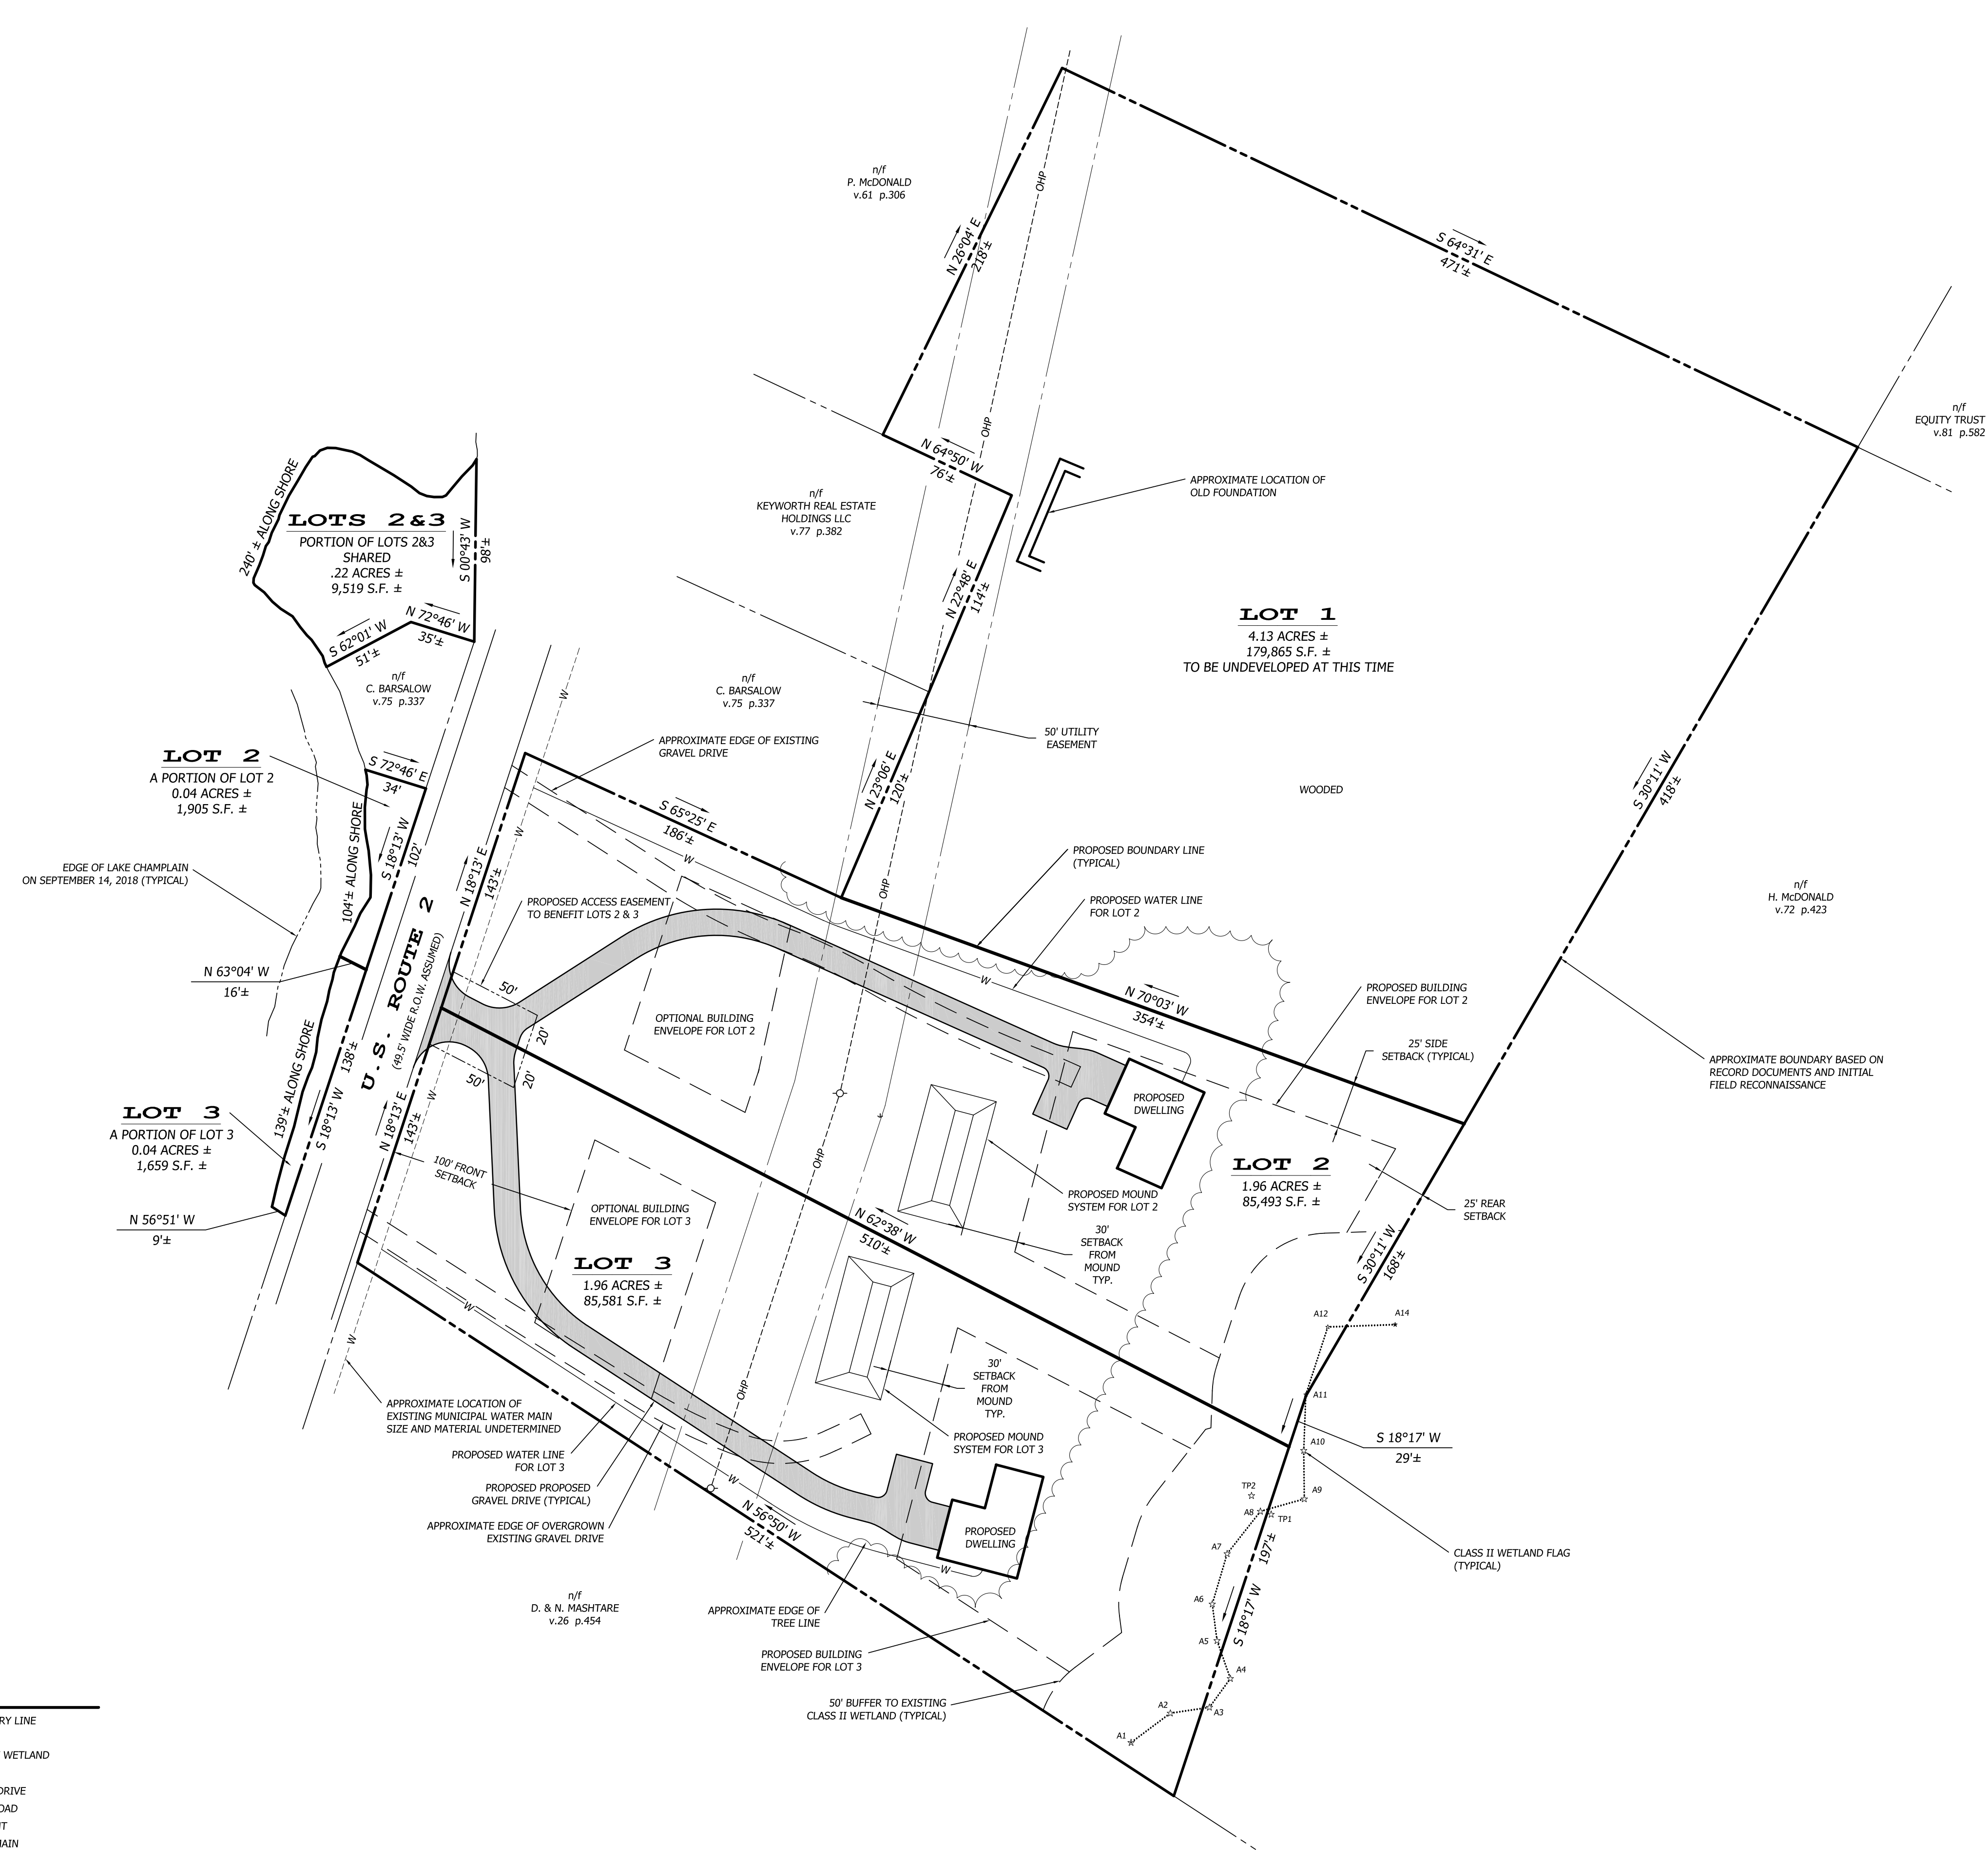 n/f
P. McDONALD
v.61 p.306
OHP
N 26°04' E
218'±
S 64°31' E
471'±
n/f
EQUITY TRUST
v.81 p.582
OHP
N 64°50' W
76'±
n/f
KEYWORTH REAL ESTATE
HOLDINGS LLC
v.77 p.382
APPROXIMATE LOCATION OF
OLD FOUNDATION
240' ± ALONG SHORE
LOTS 2&3
PORTION OF LOTS 2&3
SHARED
.22 ACRES ±
9,519 S.F. ±
S 00°43' W
98'±
N 72°46' W
35'±
S 62°01' W
51'±
n/f
C. BARSALOW
v.75 p.337
N 22°48' E
114'±
OHP
LOT 1
4.13 ACRES ±
179,865 S.F. ±
TO BE UNDEVELOPED AT THIS TIME
n/f
C. BARSALOW
v.75 p.337
50' UTILITY
EASEMENT
W
APPROXIMATE EDGE OF EXISTING
GRAVEL DRIVE
LOT 2
A PORTION OF LOT 2
0.04 ACRES ±
1,905 S.F. ±
S 72°46' E
34'
N 23°06' E
120'±
WOODED
S 30°11' W
418'±
S 65°25' E
186'±
W
W
104'± ALONG SHORE
S 18°13' W
102'
EDGE OF LAKE CHAMPLAIN
ON SEPTEMBER 14, 2018 (TYPICAL)
N 18°13' E
143'±
PROPOSED BOUNDARY LINE
(TYPICAL)
OHP
PROPOSED ACCESS EASEMENT
TO BENEFIT LOTS 2 & 3
PROPOSED WATER LINE
FOR LOT 2
n/f
H. McDONALD
v.72 p.423
N 63°04' W
16'±
U.S. ROUTE 2
(49.5' WIDE R.O.W. ASSUMED)
50'
20'
W
N 70°03' W
354'±
PROPOSED BUILDING
ENVELOPE FOR LOT 2
OPTIONAL BUILDING
ENVELOPE FOR LOT 2
25' SIDE
SETBACK (TYPICAL)
APPROXIMATE BOUNDARY BASED ON
RECORD DOCUMENTS AND INITIAL
FIELD RECONNAISSANCE
139'± ALONG SHORE
138'±
S 18°13' W
50'
20'
W
PROPOSED
DWELLING
LOT 3
A PORTION OF LOT 3
0.04 ACRES ±
1,659 S.F. ±
N 18°13' E
143'±
100' FRONT
SETBACK
OHP
LOT 2
1.96 ACRES ±
85,493 S.F. ±
PROPOSED MOUND
SYSTEM FOR LOT 2
25' REAR
SETBACK
OPTIONAL BUILDING
ENVELOPE FOR LOT 3
N 56°51' W
9'±
N 62°38' W
510'±
30'
SETBACK
FROM
MOUND
TYP.
S 30°11' W
168'±
LOT 3
1.96 ACRES ±
85,581 S.F. ±
W
W
A12
A14
30'
SETBACK
FROM
MOUND
TYP.
OHP
A11
APPROXIMATE LOCATION OF
EXISTING MUNICIPAL WATER MAIN
SIZE AND MATERIAL UNDETERMINED
PROPOSED MOUND
SYSTEM FOR LOT 3
A10
S 18°17' W
29'±
PROPOSED WATER LINE
FOR LOT 3
W
PROPOSED PROPOSED
GRAVEL DRIVE (TYPICAL)
TP2
A9
A8
TP1
APPROXIMATE EDGE OF OVERGROWN
EXISTING GRAVEL DRIVE
N 56°50' W
521'±
PROPOSED
DWELLING
A7
197'±
CLASS II WETLAND FLAG
(TYPICAL)
W
n/f
D. & N. MASHTARE
v.26 p.454
APPROXIMATE EDGE OF
TREE LINE
A6
S 18°17' W
A5
PROPOSED BUILDING
ENVELOPE FOR LOT 3
A4
50' BUFFER TO EXISTING
CLASS II WETLAND (TYPICAL)
A2
A3
A1
RY LINE
WETLAND
DRIVE
OAD
T
MAIN